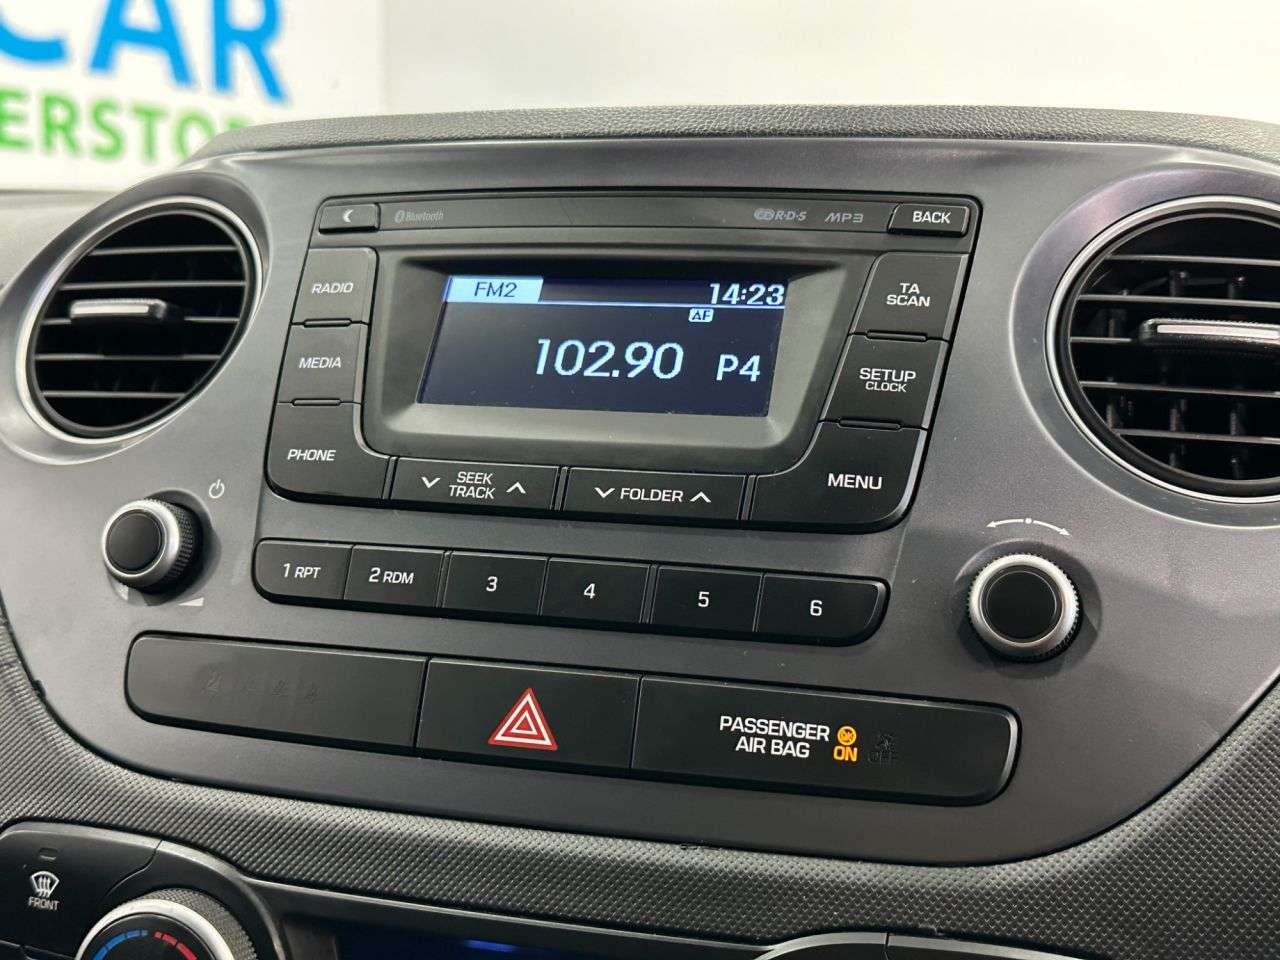 CAR
ERSTO
Bluetooth
R·D·S MP3
BACK
RADIO
MEDIA
PHONE
FM2
14:23
AF
102.90 P4
TA
SCAN
SETUP
CLOCK
SEEK
TRACK
FOLDER
MENU
1 RPT
2 RDM
3
4
5
6
PASSENGER
AIR BAG
ON
OFF
FRONT